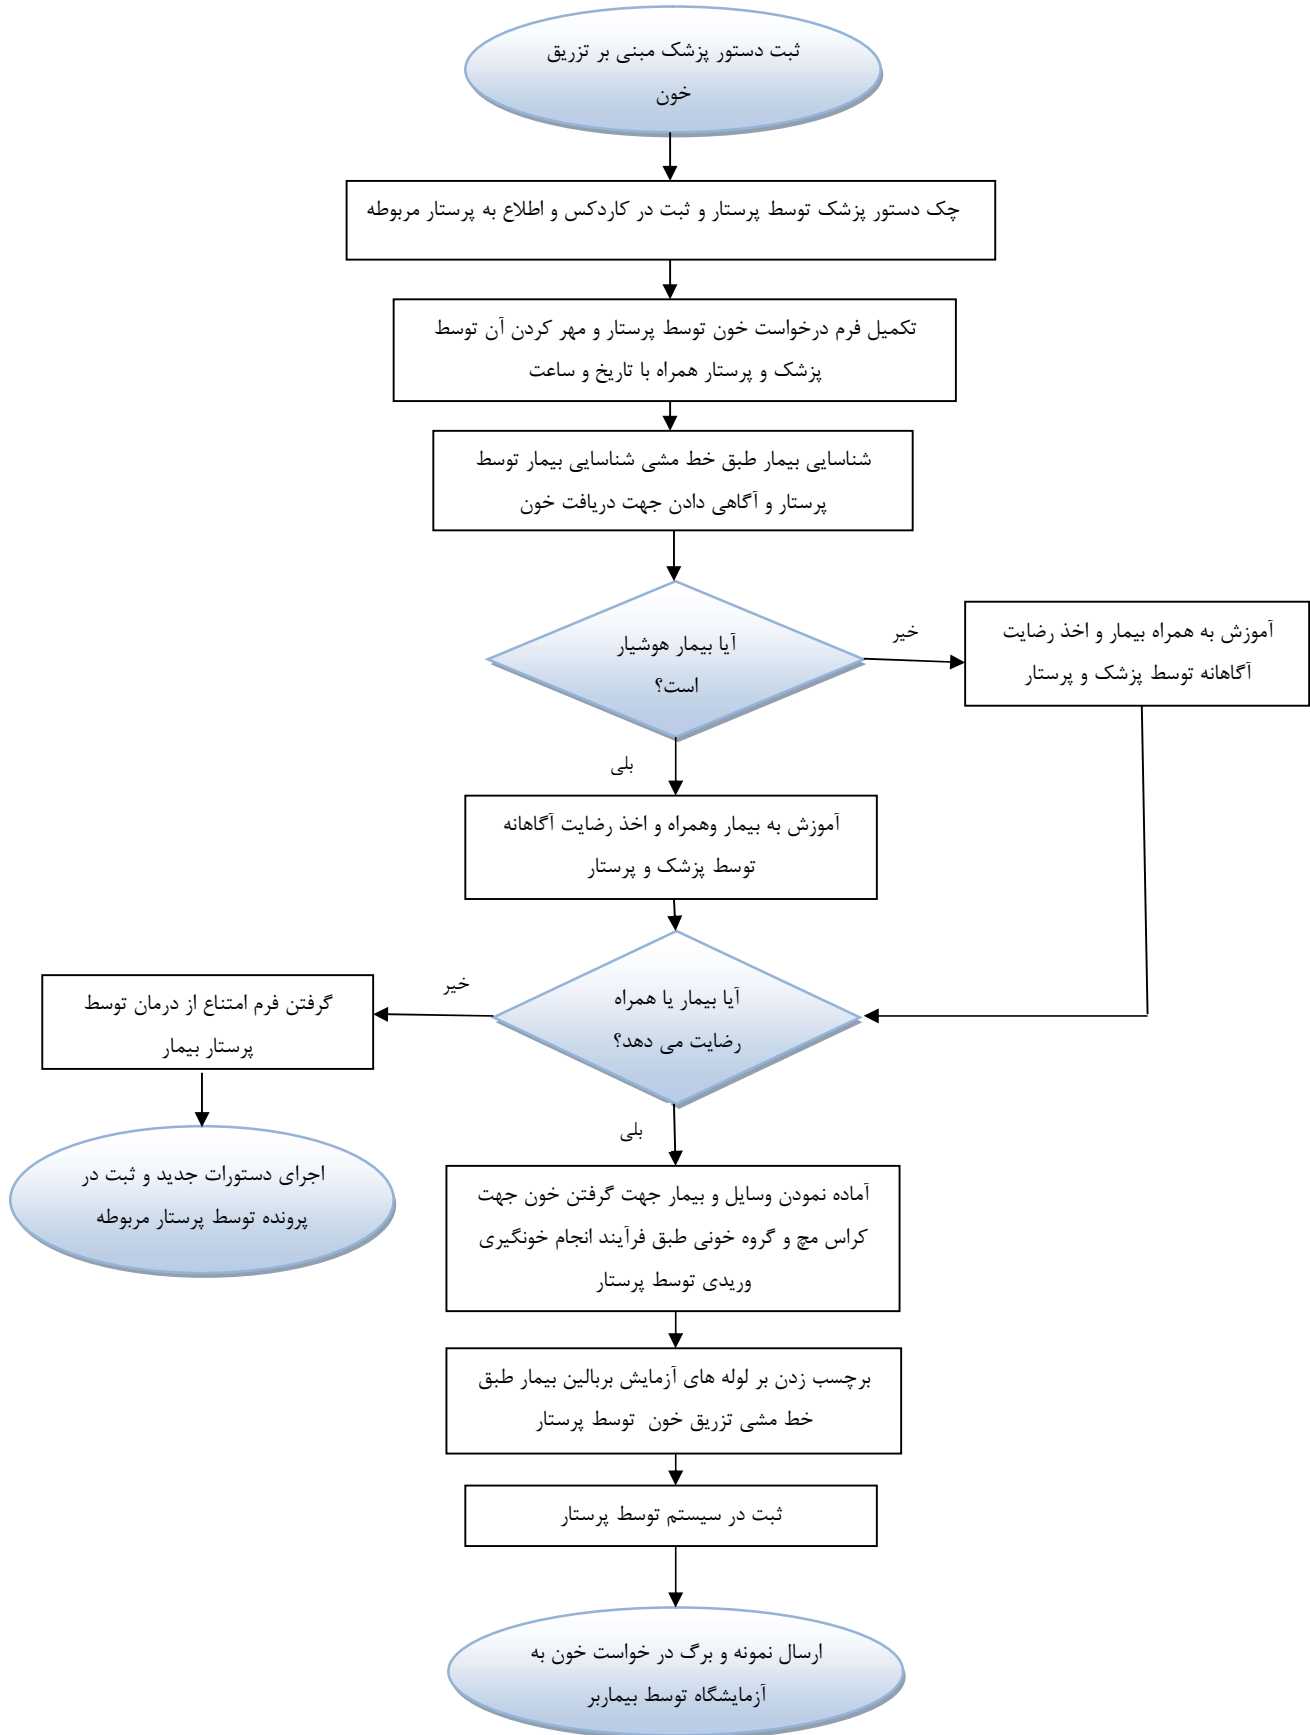 ثبت دستور پزشک مبنی بر تزریق
خون
چک دستور پزشک توسط پرستار و ثبت در کاردکس و اطلاع به پرستار مربوطه
تکمیل فرم درخواست خون توسط پرستار و مهر کردن آن توسط
پزشک و پرستار همراه با تاریخ و ساعت
شناسایی بیمار طبق خط مشی شناسایی بیمار توسط
پرستار و آگاهی دادن جهت دریافت خون
آیا بیمار هوشیار
است؟
خیر
آموزش به همراه بیمار و اخذ رضایت
آگاهانه توسط پزشک و پرستار
بلی
آموزش به بیمار وهمراه و اخذ رضایت آگاهانه
توسط پزشک و پرستار
آیا بیمار یا همراه
رضایت می دهد؟
خیر
گرفتن فرم امتناع از درمان توسط
پرستار بیمار
اجرای دستورات جدید و ثبت در
پرونده توسط پرستار مربوطه
بلی
آماده نمودن وسایل و بیمار جهت گرفتن خون جهت
کراس مچ و گروه خونی طبق فرآیند انجام خونگیری
وریدی توسط پرستار
برچسب زدن بر لوله های آزمایش بربالین بیمار طبق
خط مشی تزریق خون توسط پرستار
ثبت در سیستم توسط پرستار
ارسال نمونه و برگ در خواست خون به
آزمایشگاه توسط بیماربر